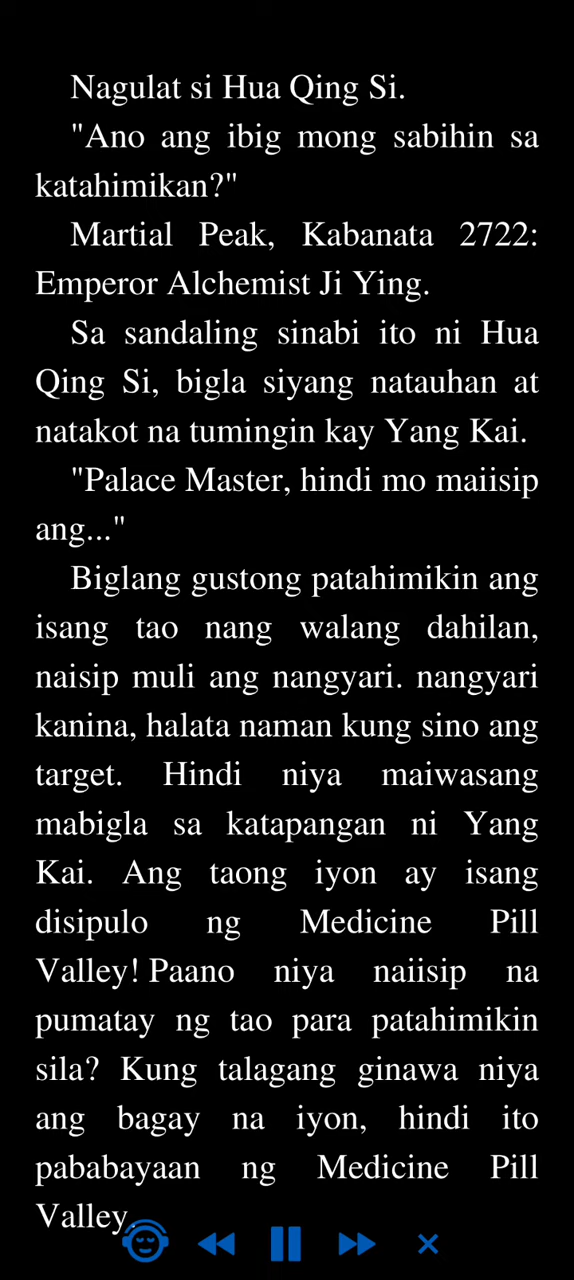 Nagulat si Hua Qing Si.
"Ano ang ibig mong sabihin sa
katahimikan?"
Martial Peak, Kabanata 2722:
Emperor Alchemist Ji Ying.
Sa sandaling sinabi ito ni Hua
Qing Si, bigla siyang natauhan at
natakot na tumingin kay Yang Kai.
"Palace Master, hindi mo maiisip
ang..."
Biglang gustong patahimikin ang
isang tao nang walang dahilan,
naisip muli ang nangyari. nangyari
kanina, halata naman kung sino ang
target. Hindi niya maiwasang
mabigla sa katapangan ni Yang
Kai. Ang taong iyon ay isang
disipulo ng Medicine Pill
Valley! Paano niya naiisip na
pumatay ng tao para patahimikin
sila? Kung talagang ginawa niya
ang bagay na iyon, hindi ito
pababayaan ng Medicine Pill
Valley.